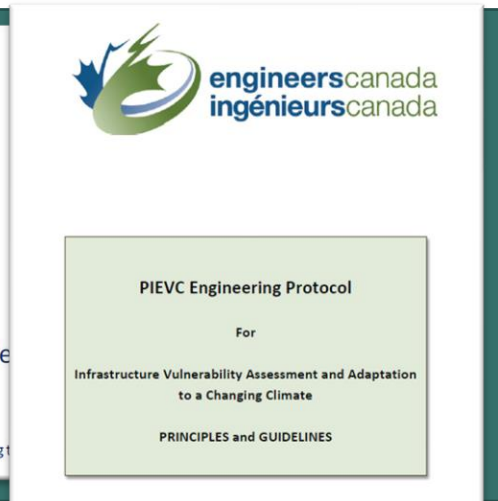 engineerscanada
ingénieurscanada
PIEVC Engineering Protocol
For
Infrastructure Vulnerability Assessment and Adaptation
to a Changing Climate
PRINCIPLES and GUIDELINES